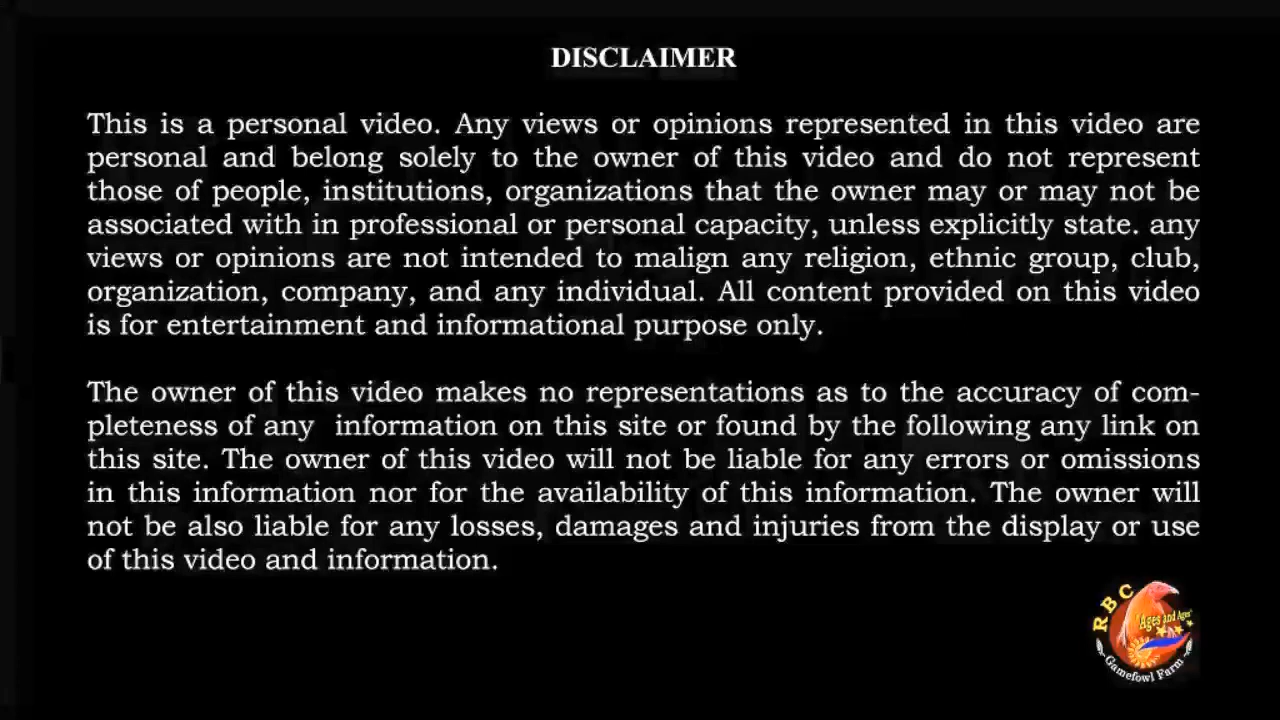 DISCLAIMER
This is a personal video. Any views or opinions represented in this video are
personal and belong solely to the owner of this video and do not represent
those of people, institutions, organizations that the owner may or may not be
associated with in professional or personal capacity, unless explicitly state. any
views or opinions are not intended to malign any religion, ethnic group, club,
organization, company, and any individual. All content provided on this video
is for entertainment and informational purpose only.
The owner of this video makes no representations as to the accuracy of com-
pleteness of any information on this site or found by the following any link on
this site. The owner of this video will not be liable for any errors or omissions
in this information nor for the availability of this information. The owner will
not be also liable for any losses, damages and injuries from the display or use
of this video and information.
RBC
"Ages and Ages"
Gamefowl Farm